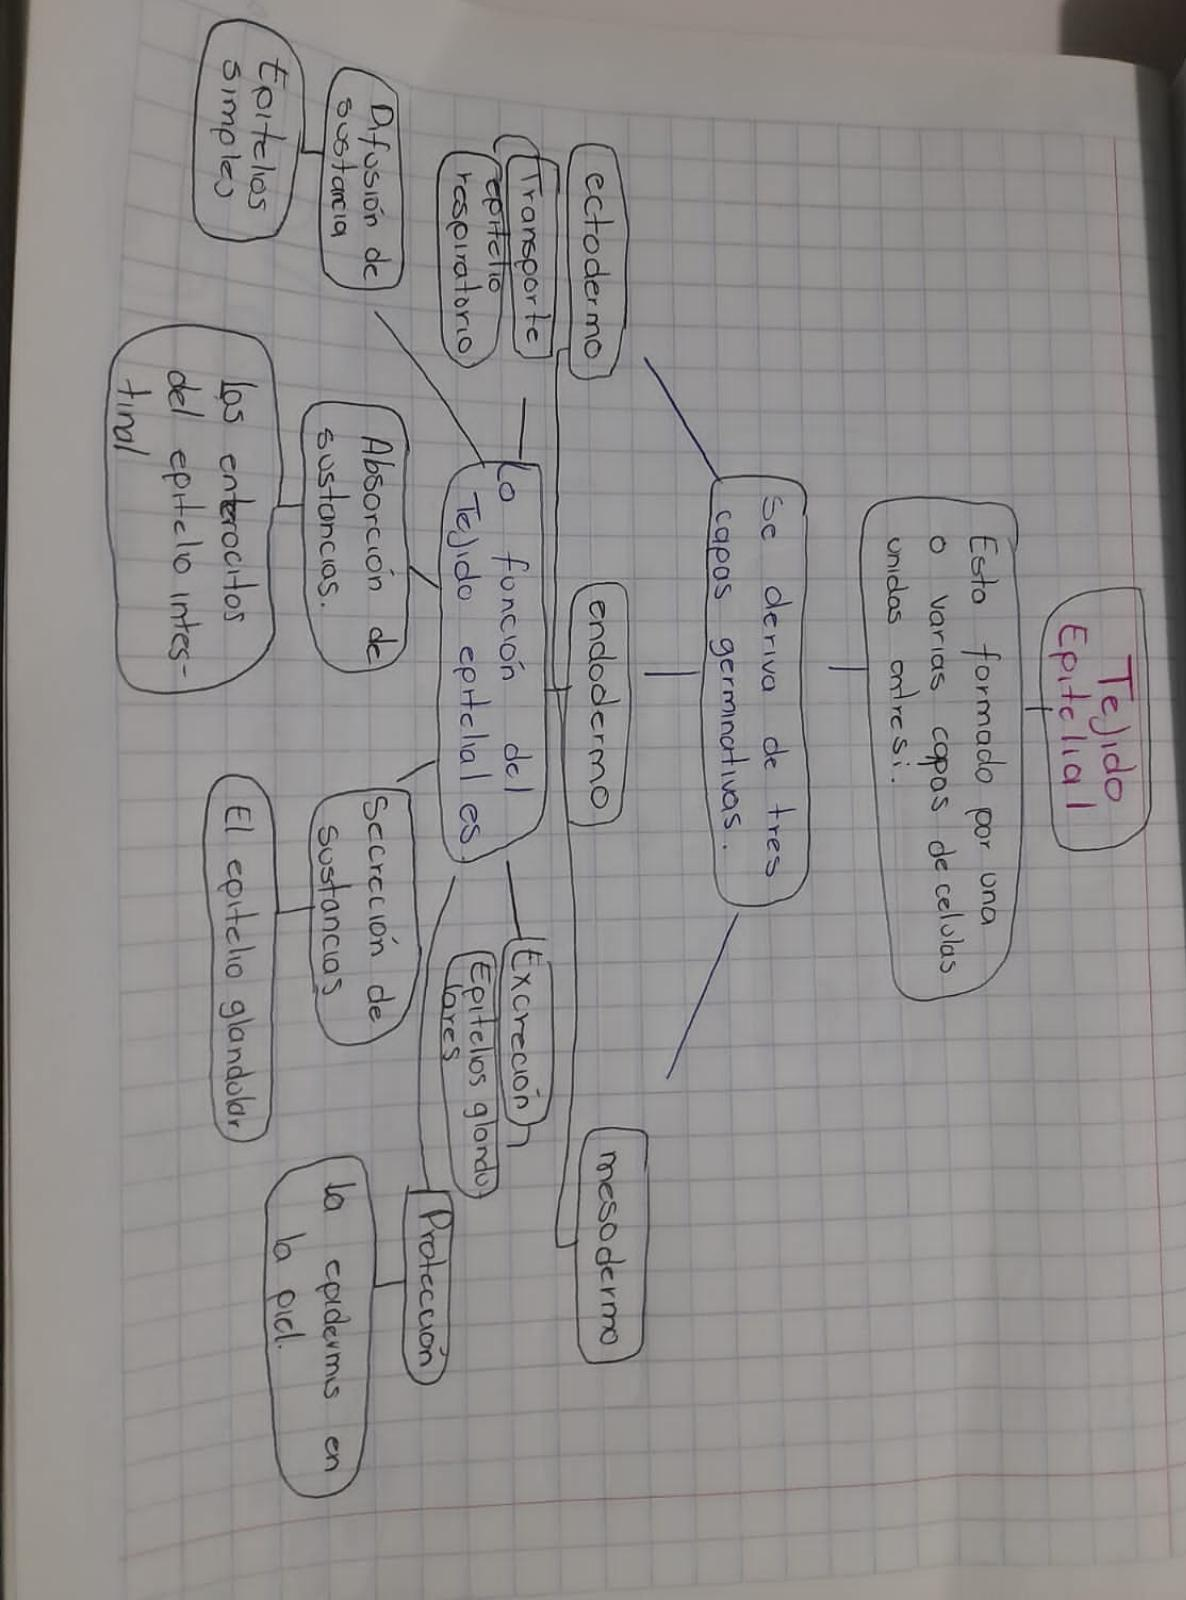 Tejido
Epitelial
Esta formado por una
o varias capas de celulas
unidas entre si.
Se deriva de tres
capas germinativas.
ectodermo
endodermo
mesodermo
Transporte
epitelio
respiratorio
La función del
Tejido epitelial es
Excreción
Epitelios glandu
lares
Difusión de
sustancia
Absorción de
sustancias.
Secrección de
sustancias
Protección
Epitelios
simples
Los enterocitos
del epitelio intes-
tinal
El epitelio glandular
La epidermis en
la piel.